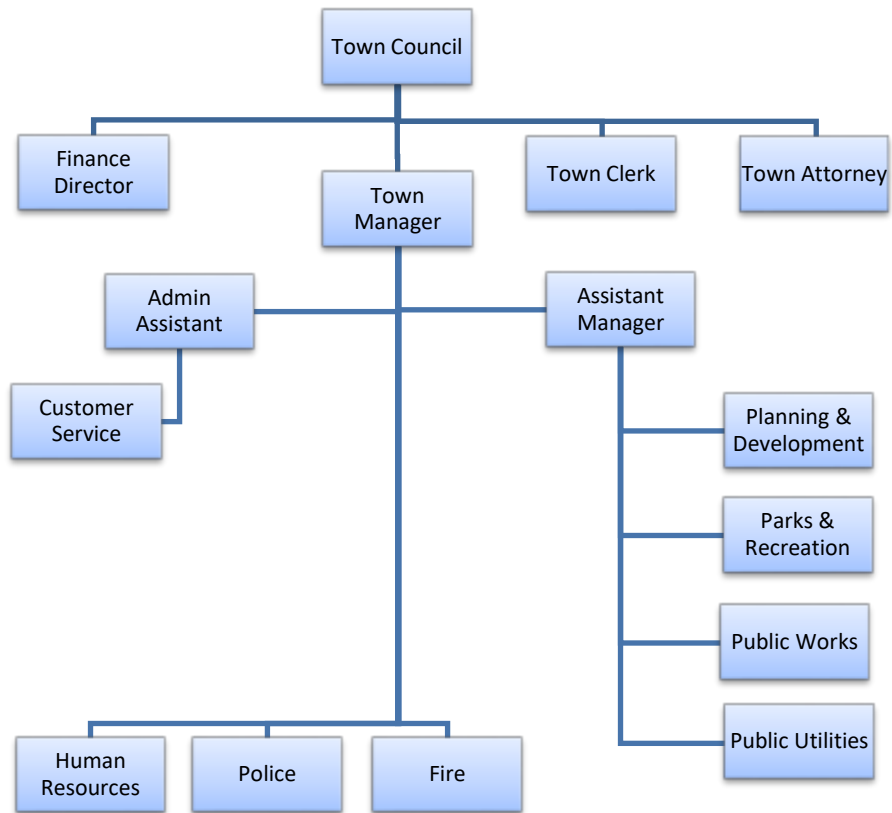 Town Council
Finance
Director
Town
Manager
Town Clerk
Town Attorney
Admin
Assistant
Assistant
Manager
Customer
Service
Planning &
Development
Parks &
Recreation
Public Works
Public Utilities
Human
Resources
Police
Fire